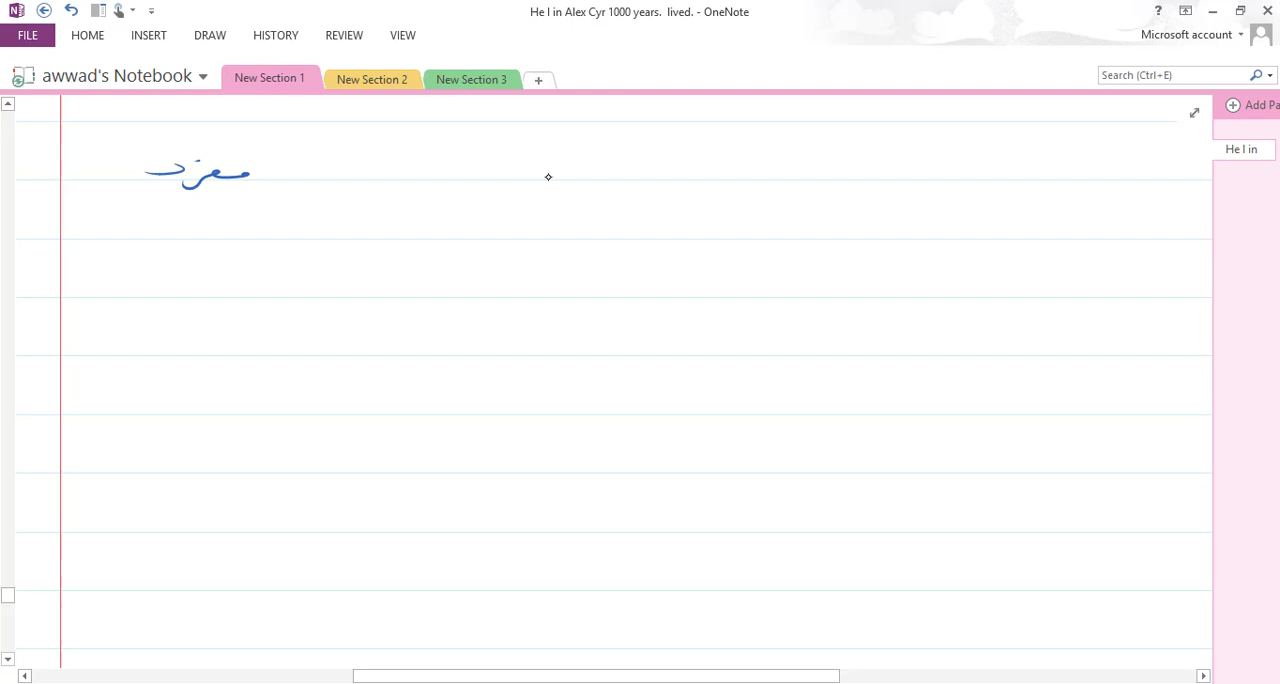 He I in Alex Cyr 1000 years.  lived. - OneNote
FILE HOME INSERT DRAW HISTORY REVIEW VIEW Microsoft account
awwad's Notebook New Section 1 New Section 2 New Section 3 Search (Ctrl+E)
Add Pa
He I in